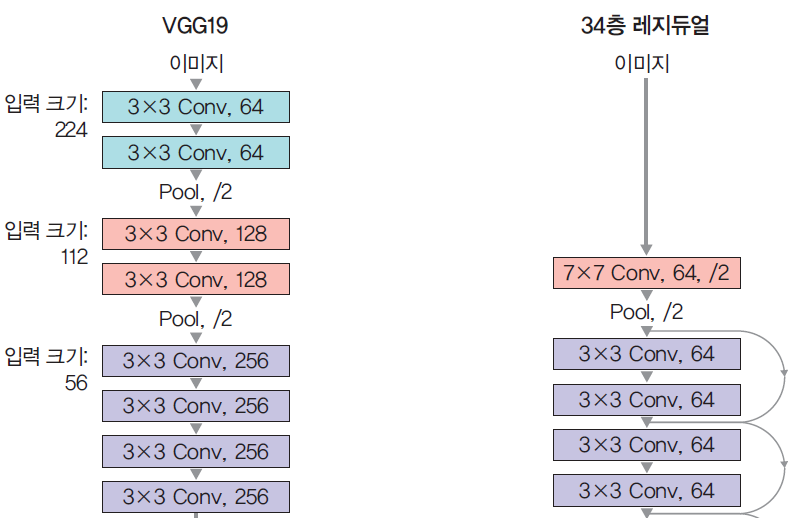 VGG19
이미지
입력 크기:
224
3×3 Conv, 64
3×3 Conv, 64
Pool, /2
입력 크기:
112
3×3 Conv, 128
3×3 Conv, 128
Pool, /2
입력 크기:
56
3×3 Conv, 256
3×3 Conv, 256
3×3 Conv, 256
3×3 Conv, 256
34층 레지듀얼
이미지
7×7 Conv, 64, /2
Pool, /2
3×3 Conv, 64
3×3 Conv, 64
3×3 Conv, 64
3×3 Conv, 64